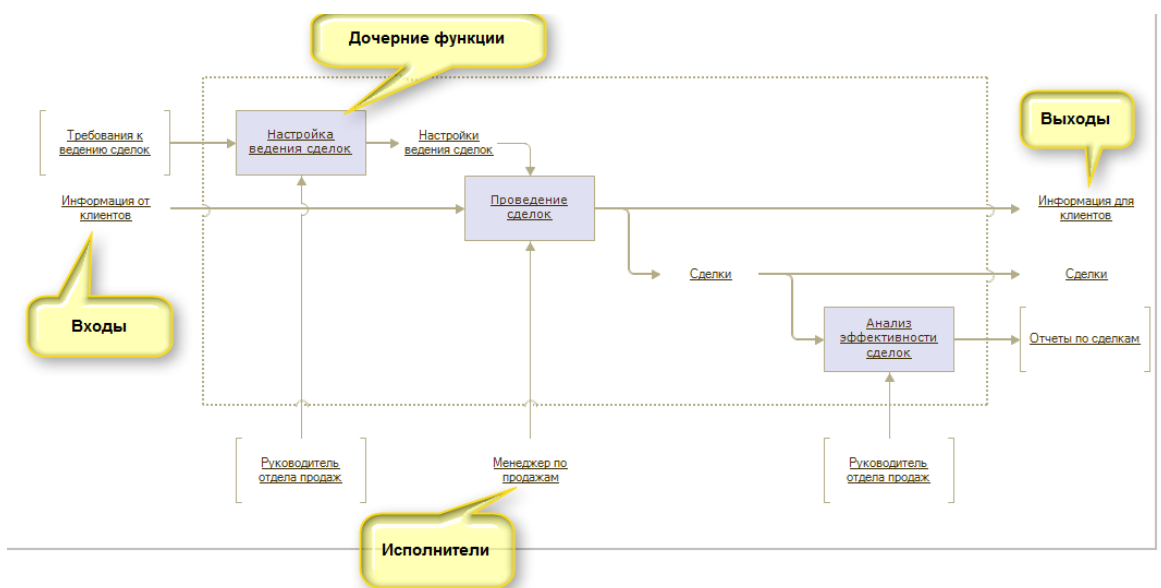 Дочерние функции
Выходы
Требования к
ведению сделок
Настройка
ведения сделок
Настройки
ведения сделок
Информация от
клиентов
Проведение
сделок
Информация для
клиентов
Сделки
Сделки
Входы
Анализ
эффективности
сделок
Отчеты по сделкам
Руководитель
отдела продаж
Менеджер по
продажам
Руководитель
отдела продаж
Исполнители